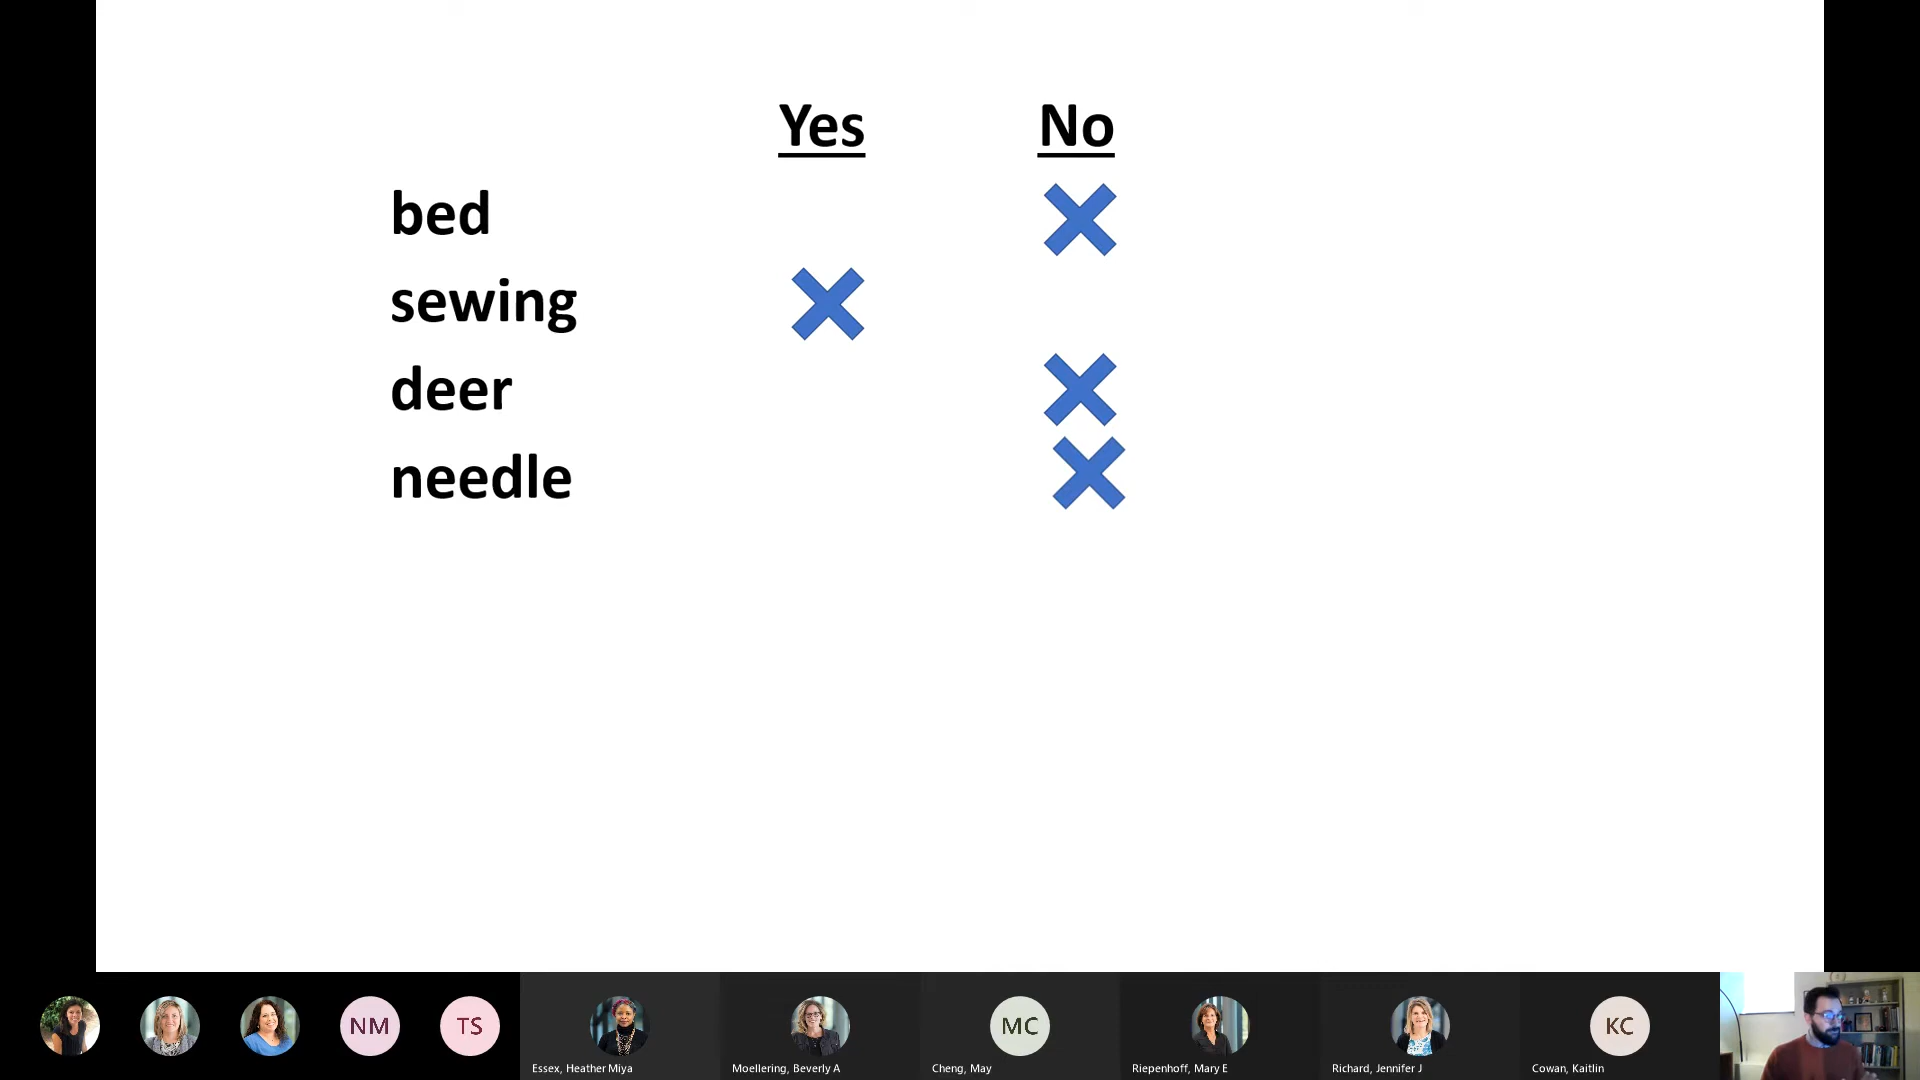 Yes No
bed
sewing
deer
needle
NM
TS
MC
KC
Essex, Heather Miya
Moellering, Beverly A
Cheng, May
Riepenhoff, Mary E
Richard, Jennifer J
Cowan, Kaitlin